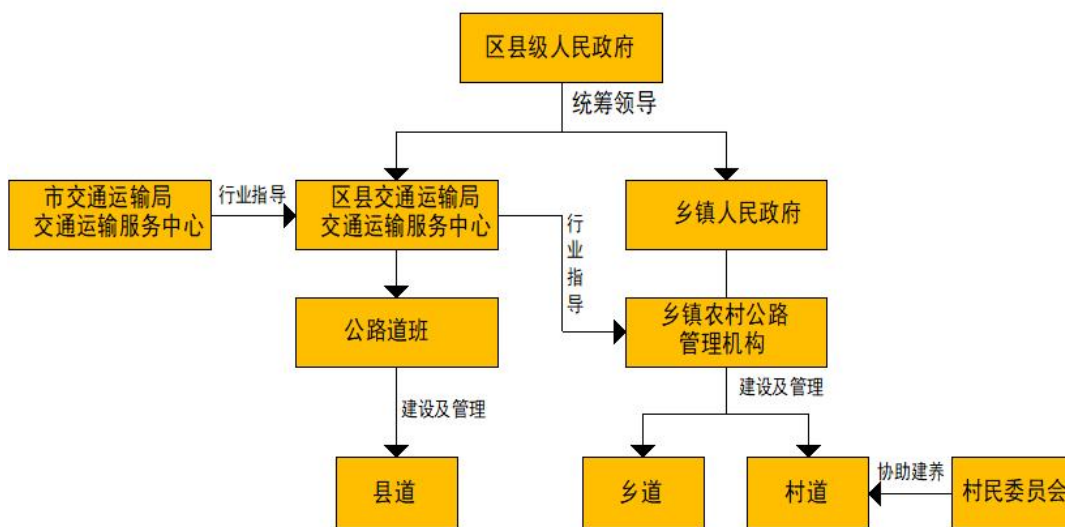 区县级人民政府
统筹领导
市交通运输局
交通运输服务中心
行业指导
区县交通运输局
交通运输服务中心
乡镇人民政府
行业指导
公路道班
乡镇农村公路
管理机构
建设及管理
建设及管理
县道
乡道
村道
协助建养
村民委员会